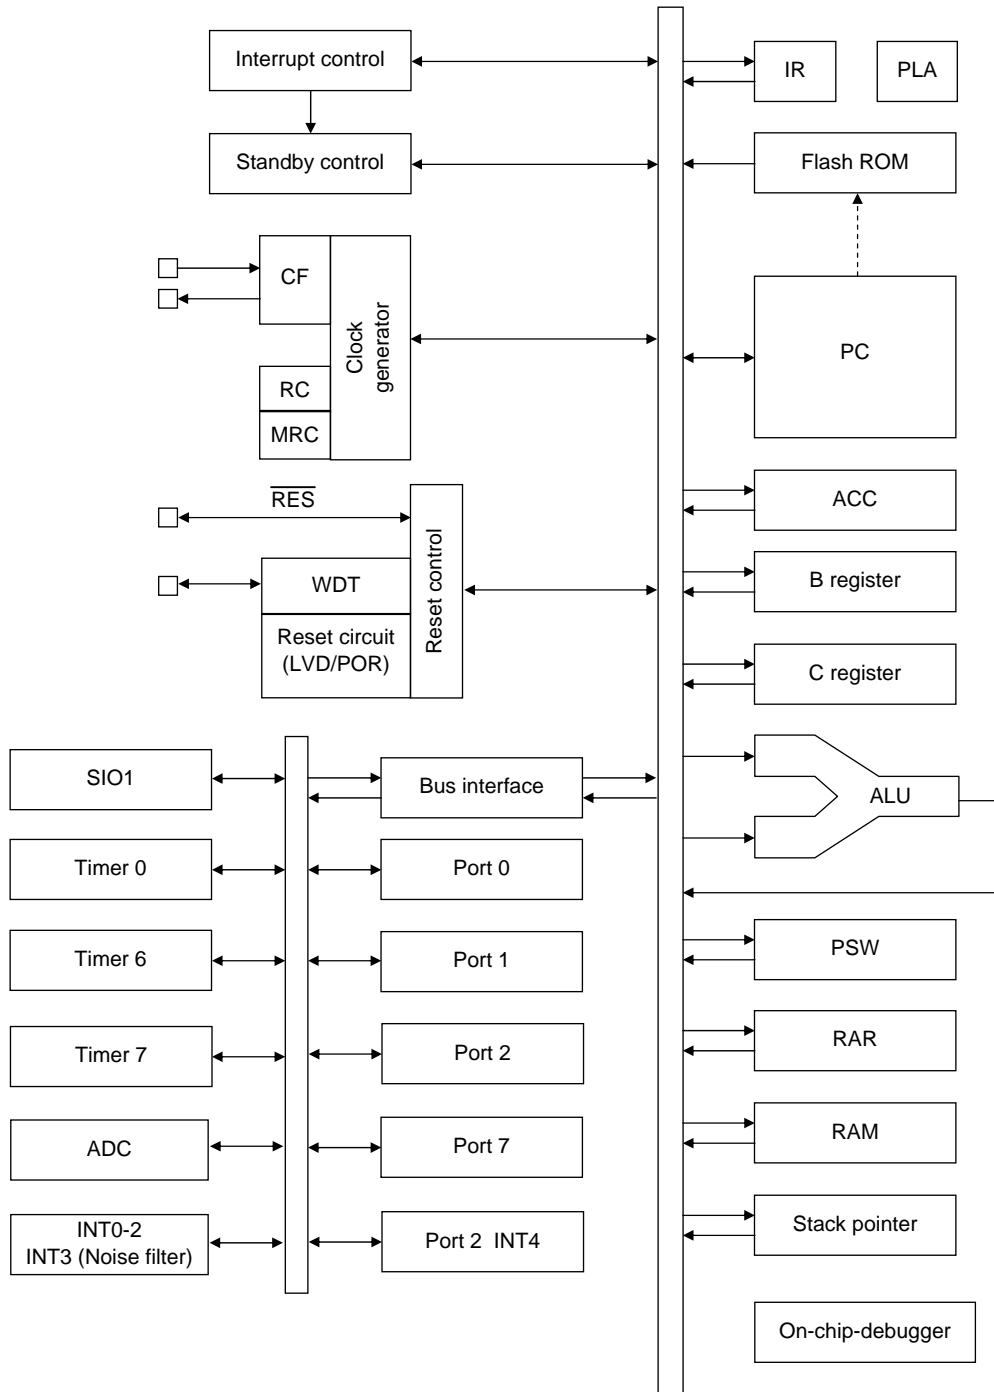 Interrupt control
IR
PLA
Standby control
Flash ROM
CF
Clock
generator
PC
RC
MRC
RES
ACC
Reset control
WDT
B register
Reset circuit
(LVD/POR)
C register
SIO1
Bus interface
ALU
Timer 0
Port 0
Timer 6
Port 1
PSW
Timer 7
Port 2
RAR
ADC
Port 7
RAM
INT0-2
INT3 (Noise filter)
Port 2 INT4
Stack pointer
On-chip-debugger